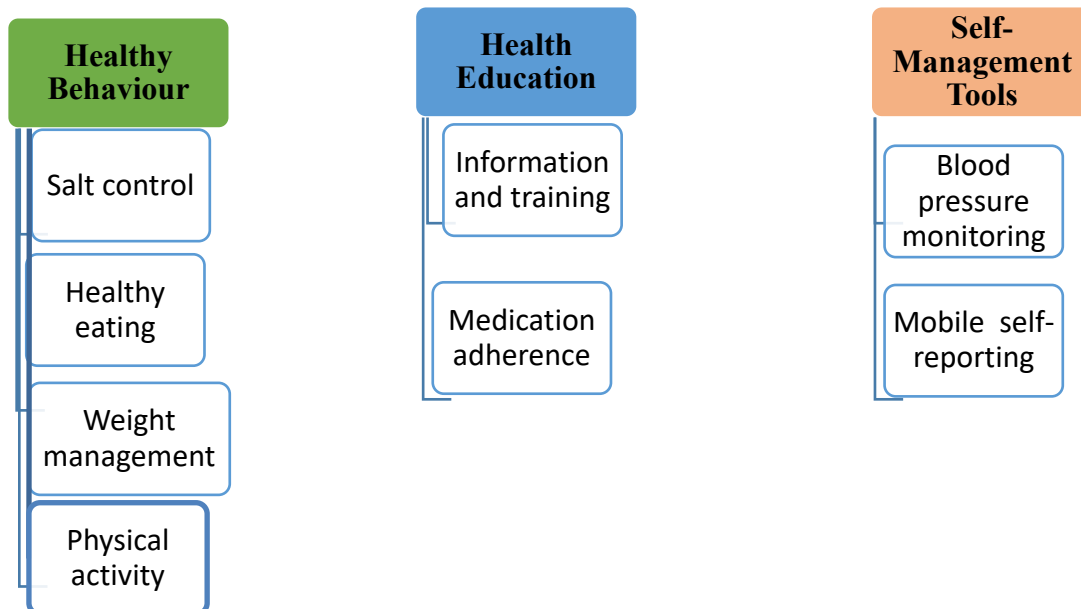 Healthy
Behaviour
Salt control
Healthy
eating
Weight
management
Physical
activity
Health
Education
Information
and training
Medication
adherence
Self-
Management
Tools
Blood
pressure
monitoring
Mobile self-
reporting